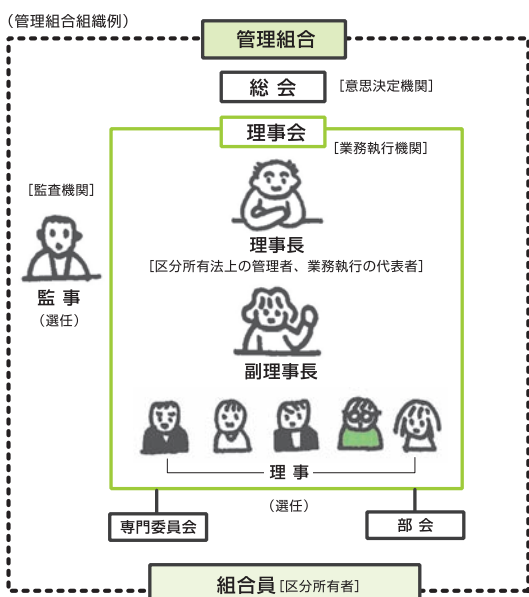 （管理組合組織例）
管理組合
総会
［意思決定機関］
理事会
［業務執行機関］
［監査機関］
理事長
［区分所有法上の管理者、業務執行の代表者］
監事
（選任）
副理事長
理事
（選任）
専門委員会
部会
組合員［区分所有者］